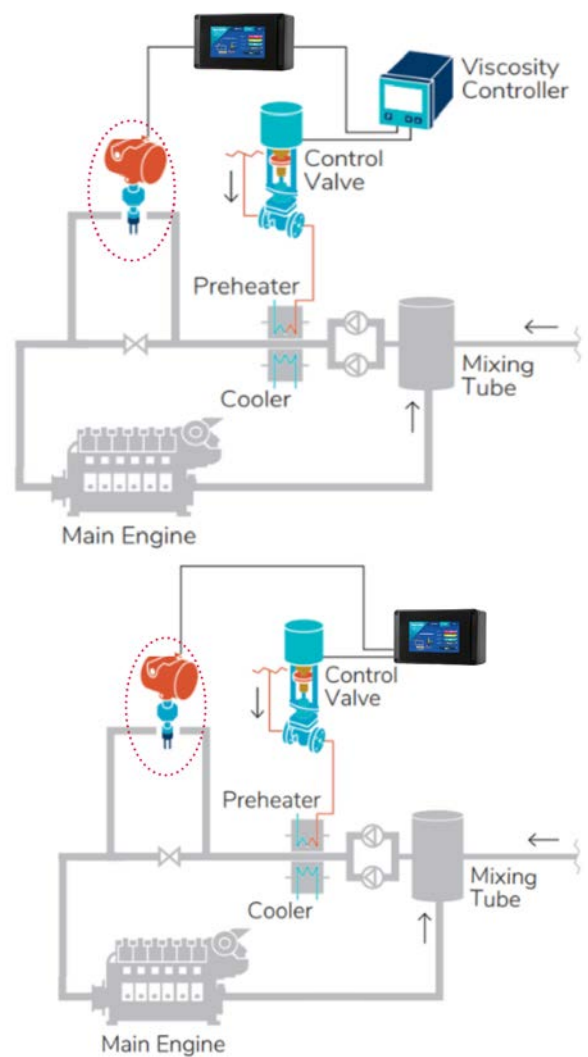 Viscosity
Controller
Control
Valve
Preheater
Mixing
Tube
Cooler
Main Engine
Control
Valve
Preheater
Mixing
Tube
Cooler
Main Engine